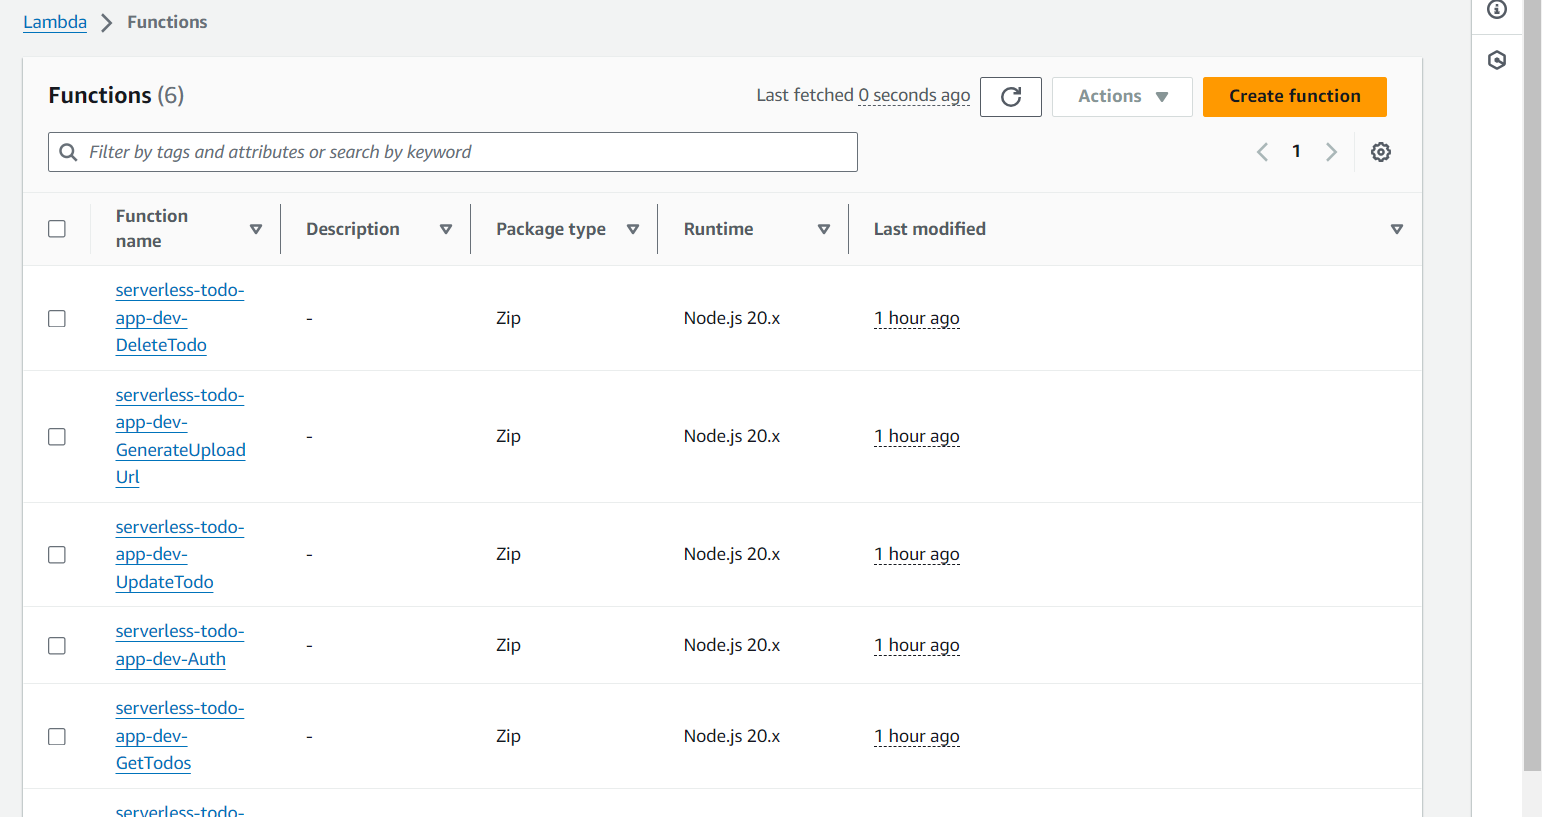 Lambda > Functions
Functions (6)
Last fetched 0 seconds ago
Actions
Create function
Filter by tags and attributes or search by keyword
1
Function
name
Description
Package type
Runtime
Last modified
serverless-todo-
app-dev-
DeleteTodo
-
Zip
Node.js 20.x
1 hour ago
serverless-todo-
app-dev-
GenerateUpload
Url
-
Zip
Node.js 20.x
1 hour ago
serverless-todo-
app-dev-
UpdateTodo
-
Zip
Node.js 20.x
1 hour ago
serverless-todo-
app-dev-Auth
-
Zip
Node.js 20.x
1 hour ago
serverless-todo-
app-dev-
GetTodos
-
Zip
Node.js 20.x
1 hour ago
serverless-todo-